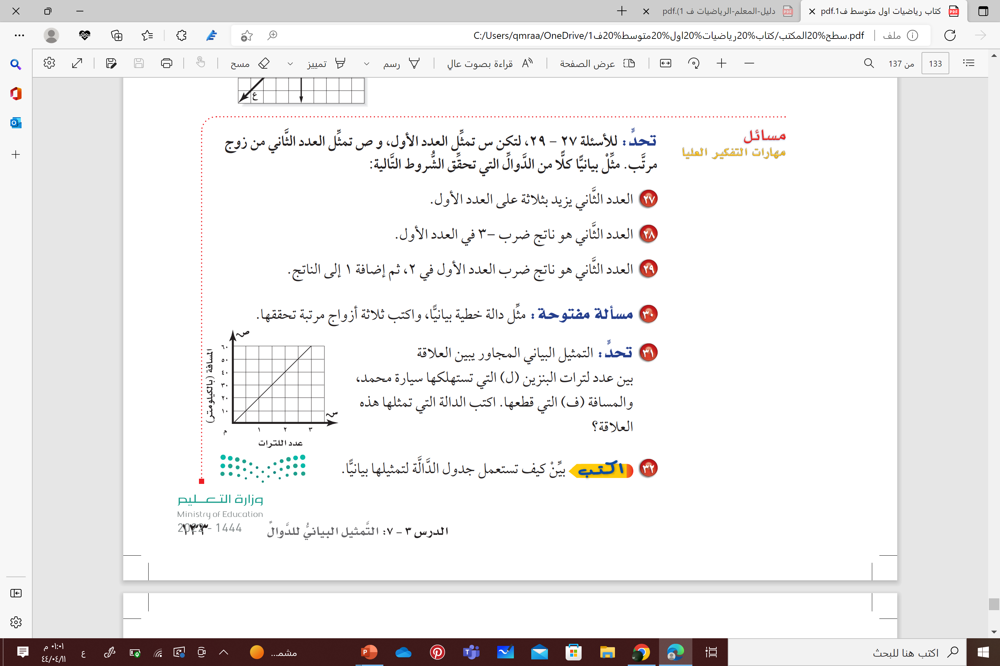 كتاب رياضيات اول متوسط ف1.pdf
دليل-المعلم-الرياضيات ف 1).pdf
ملف
C:/Users/qmraa/OneDrive/سطح%20المكتب/كتاب%20رياضيات%20اول%20متوسط%20ف1.pdf
133 من 137
عرض الصفحة
قراءة بصوت عالٍ
رسم
تمييز
مسح
ع
مسائل
مهارات التفكير العليا
تحدٍّ: للأسئلة ٢٧ – ٢٩، لتكن س تمثِّل العدد الأول، و ص تمثِّل العدد الثَّاني من زوج
مرتَّب. مثِّلْ بيانيًّا كلًّا من الدَّوالِّ التي تحقِّق الشُّروط التَّالية:
٢٧ العدد الثَّاني يزيد بثلاثة على العدد الأول.
٢٨ العدد الثَّاني هو ناتج ضرب –٣ في العدد الأول.
٢٩ العدد الثَّاني هو ناتج ضرب العدد الأول في ٢، ثم إضافة ١ إلى الناتج.
٣٠ مسألة مفتوحة: مثِّل دالة خطية بيانيًّا، واكتب ثلاثة أزواج مرتبة تحققها.
٣١ تحدٍّ: التمثيل البياني المجاور يبين العلاقة
بين عدد لترات البنزين (ل) التي تستهلكها سيارة محمد،
والمسافة (ف) التي قطعها. اكتب الدالة التي تمثلها هذه
العلاقة؟
ص
٦٠
٥٠
٤٠
٣٠
٢٠
١٠
المسافة (بالكيلومتر)
س
م ١ ٢ ٣
عدد اللترات
٣٢ اكتب بيِّنْ كيف تستعمل جدول الدَّالَّة لتمثيلها بيانيًّا.
وزارة التعليم
Ministry of Education
2022 - 1444
١٣٣
الدرس ٣ – ٧: التَّمثيل البيانيُّ للدَّوالِّ
اكتب هنا للبحث
مشمـ...
ع
٠١:٠١ م
٤٤/٠٤/١١